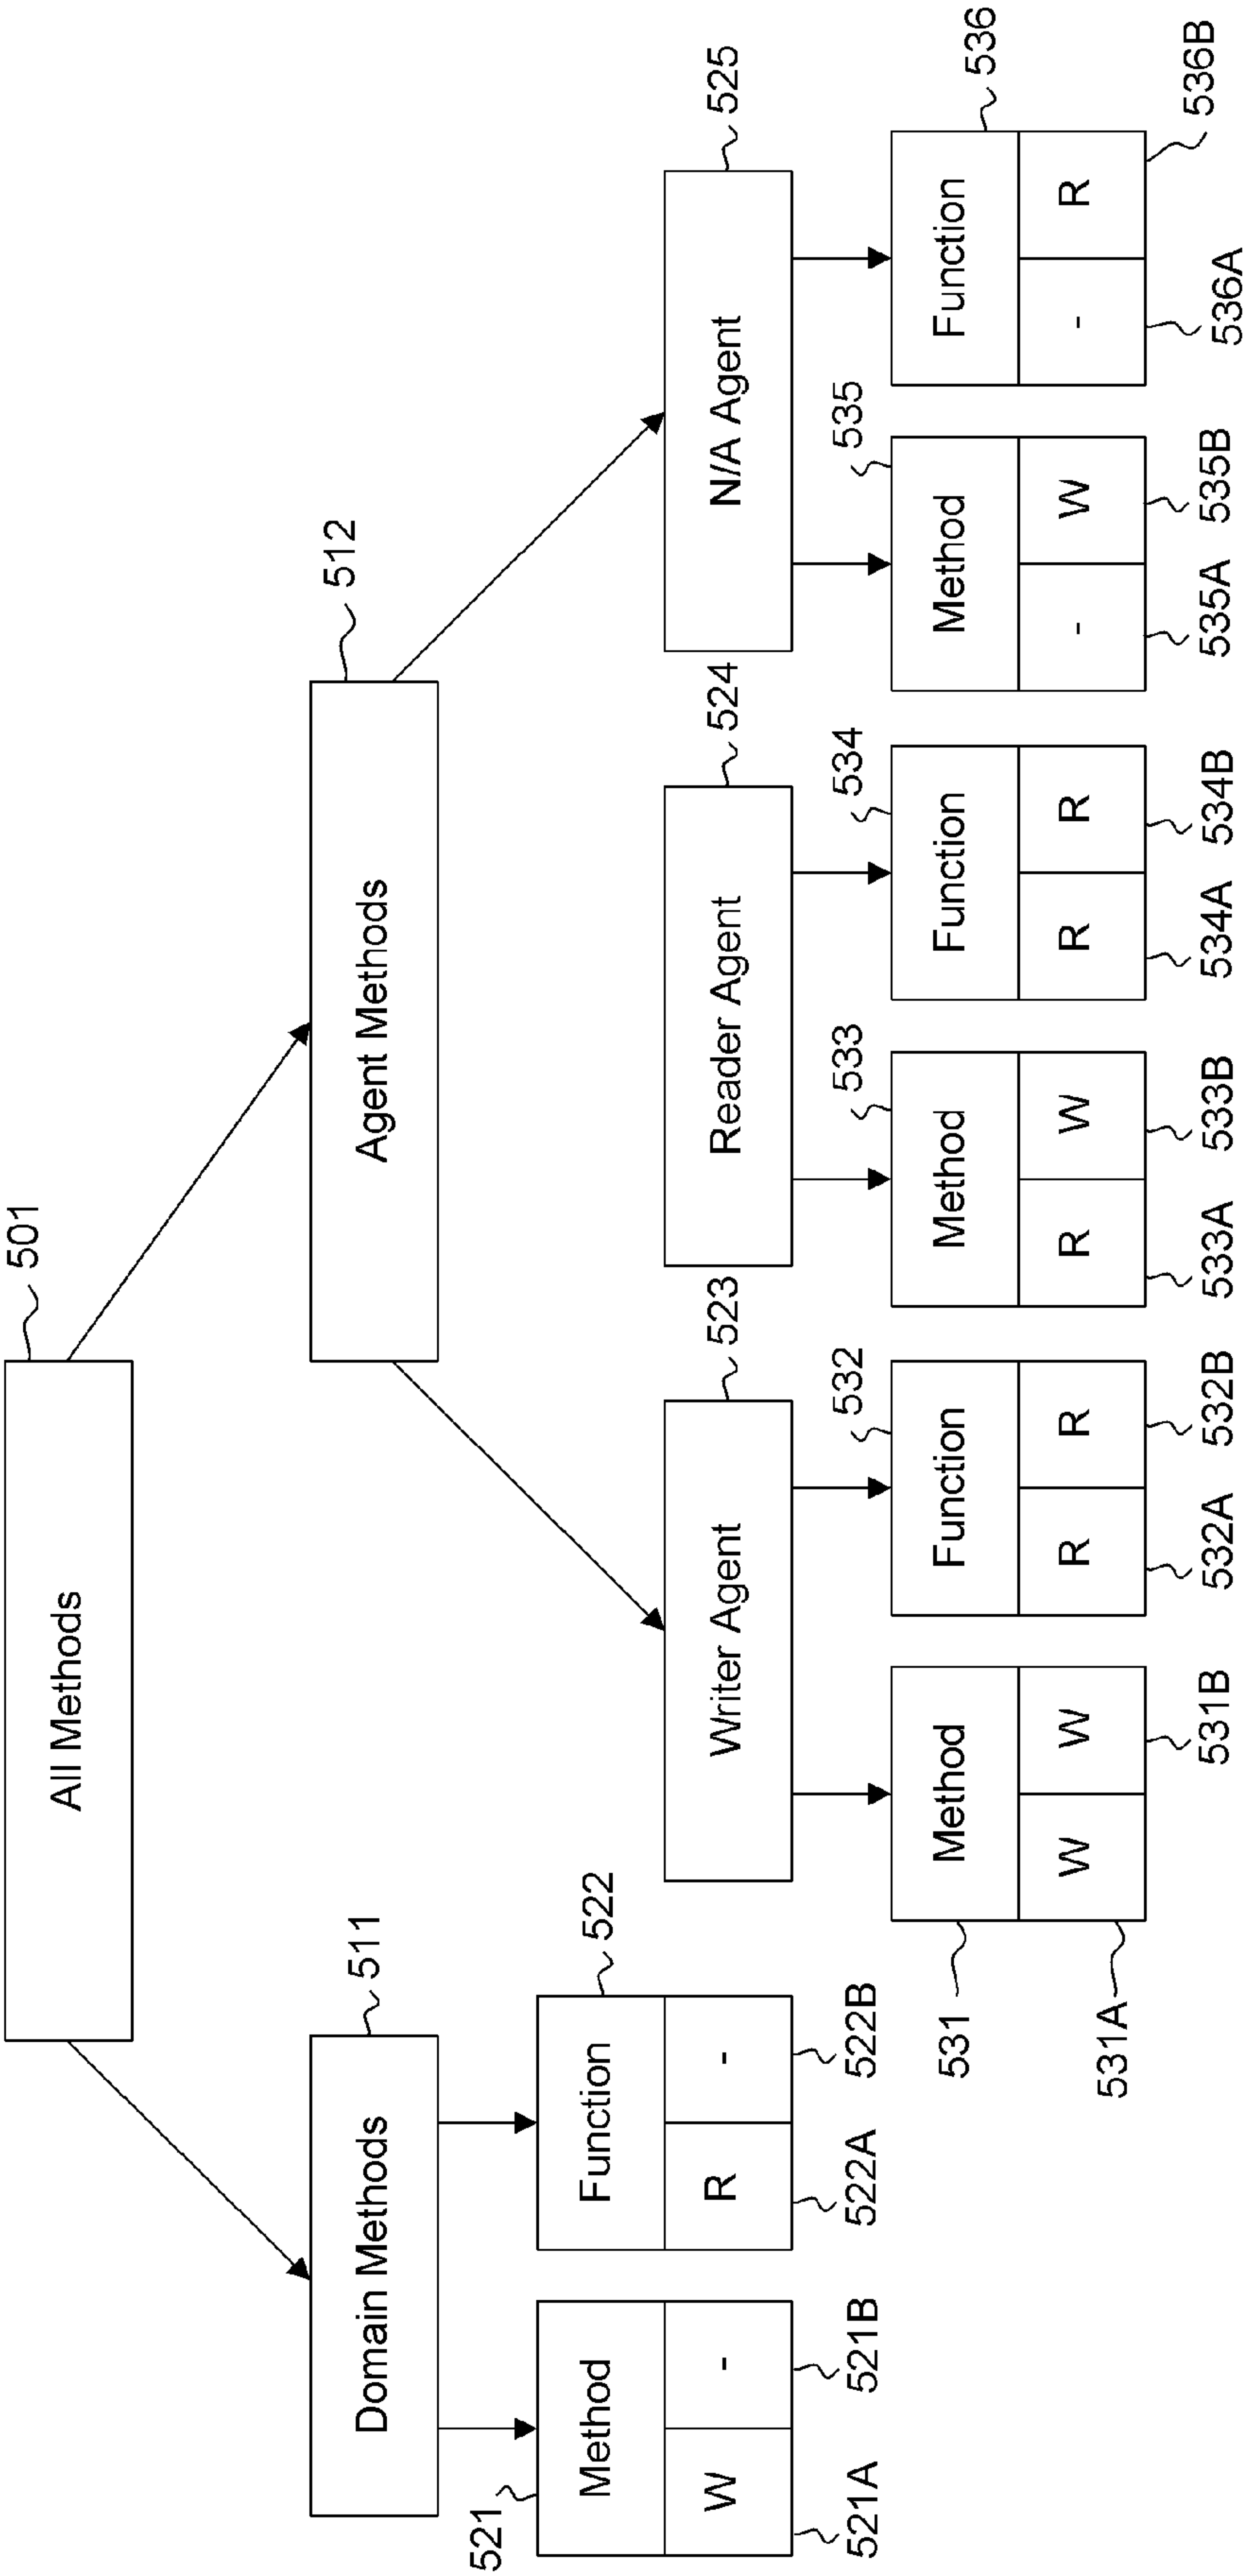 All Methods
501
Domain Methods
511
Agent Methods
512
521
Method
W
-
521A
521B
Function
522
R
-
522A
522B
Writer Agent
523
Reader Agent
524
N/A Agent
525
531
Method
W
W
531A
531B
532
Function
R
R
532A
532B
533
Method
R
W
533A
533B
534
Function
R
R
534A
534B
535
Method
-
W
535A
535B
536
Function
-
R
536A
536B